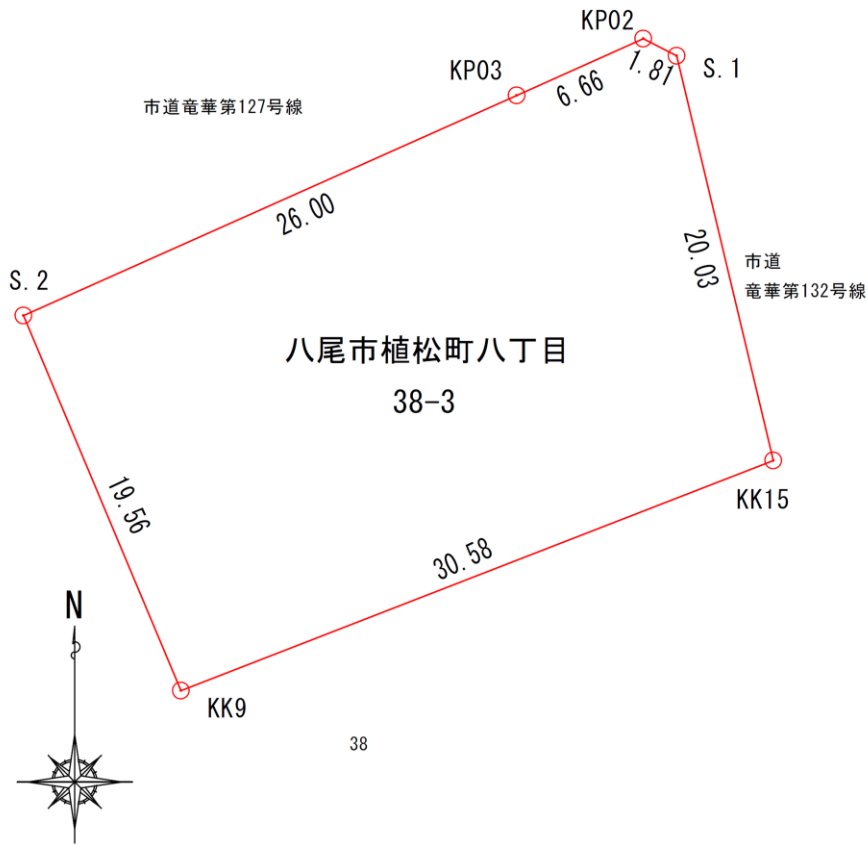 KP02
1.81
S.1
KP03
6.66
市道竜華第127号線
26.00
20.03
市道
竜華第132号線
S.2
八尾市植松町八丁目
38-3
19.56
KK15
30.58
N
KK9
38